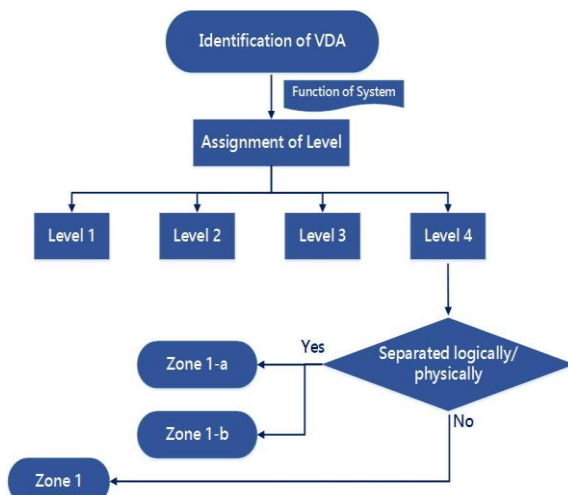 Identification of VDA
Function of System
Assignment of Level
Level 1
Level 2
Level 3
Level 4
Separated logically/
physically
Yes
Zone 1-a
Zone 1-b
No
Zone 1